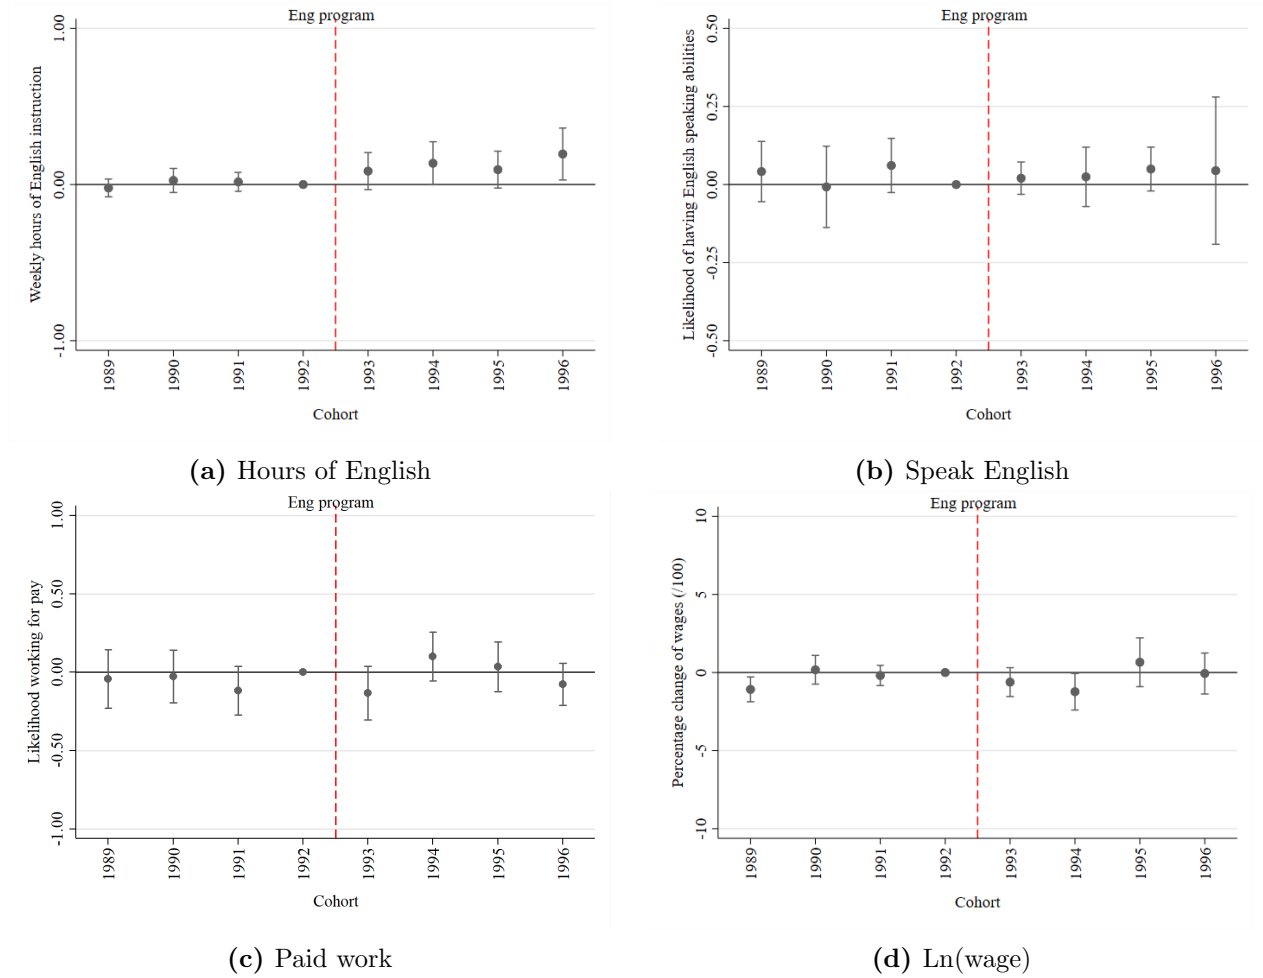 Eng program
Weekly hours of English instruction
1.00
0.00
-1.00
1989 1990 1991 1992 1993 1994 1995 1996
Cohort
(a) Hours of English
Eng program
Likelihood of having English speaking abilities
0.50
0.25
0.00
-0.25
-0.50
1989 1990 1991 1992 1993 1994 1995 1996
Cohort
(b) Speak English
Eng program
Likelihood working for pay
1.00
0.50
0.00
-0.50
-1.00
1989 1990 1991 1992 1993 1994 1995 1996
Cohort
(c) Paid work
Eng program
Percentage change of wages (/100)
10
5
0
-5
-10
1989 1990 1991 1992 1993 1994 1995 1996
Cohort
(d) Ln(wage)